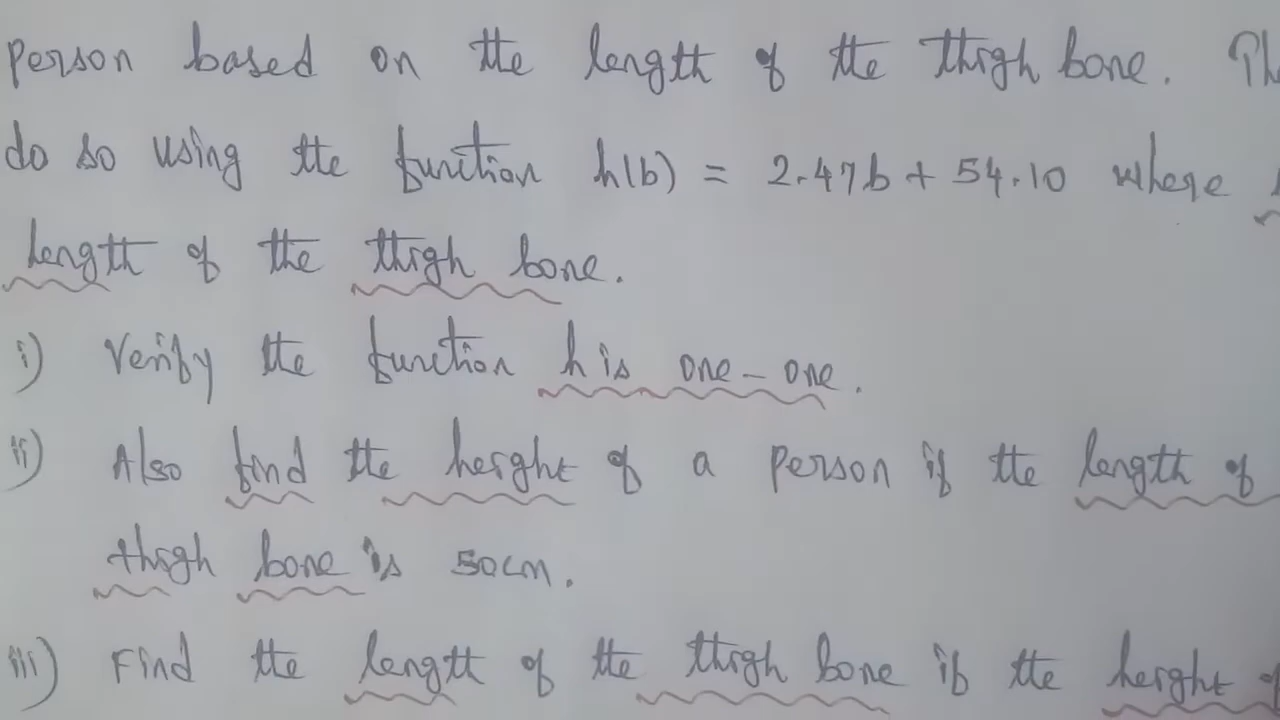 person based on the length of the thigh bone.
do so using the function h(b) = 2.47b + 54.10 where
length of the thigh bone.
i) Verify the function h is one-one.
ii) Also find the height of a person if the length of
thigh bone is 50cm.
iii) Find the length of the thigh bone if the height